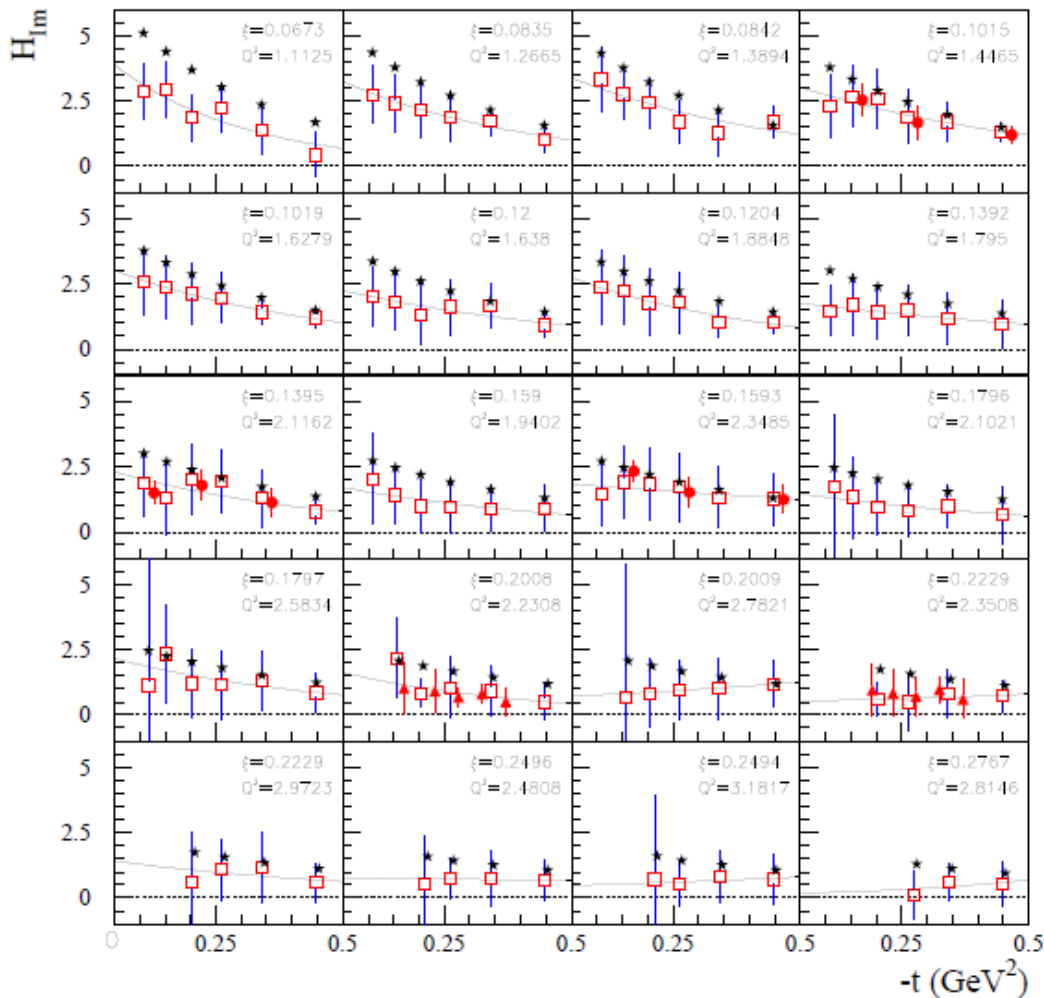 H_Im
5
2.5
0
ξ=0.0673
Q²=1.1125
ξ=0.0835
Q²=1.2665
ξ=0.0842
Q²=1.3894
ξ=0.1015
Q²=1.4465
5
2.5
0
ξ=0.1019
Q²=1.6279
ξ=0.12
Q²=1.638
ξ=0.1204
Q²=1.8848
ξ=0.1392
Q²=1.795
5
2.5
0
ξ=0.1395
Q²=2.1162
ξ=0.159
Q²=1.9402
ξ=0.1593
Q²=2.3485
ξ=0.1796
Q²=2.1021
5
2.5
0
ξ=0.1797
Q²=2.5834
ξ=0.2008
Q²=2.2308
ξ=0.2009
Q²=2.7821
ξ=0.2229
Q²=2.3508
5
2.5
0
ξ=0.2229
Q²=2.9723
ξ=0.2496
Q²=2.4808
ξ=0.2494
Q²=3.1817
ξ=0.2767
Q²=2.8146
0 0.25 0.5 0.25 0.5 0.25 0.5 0.25 0.5
-t (GeV²)